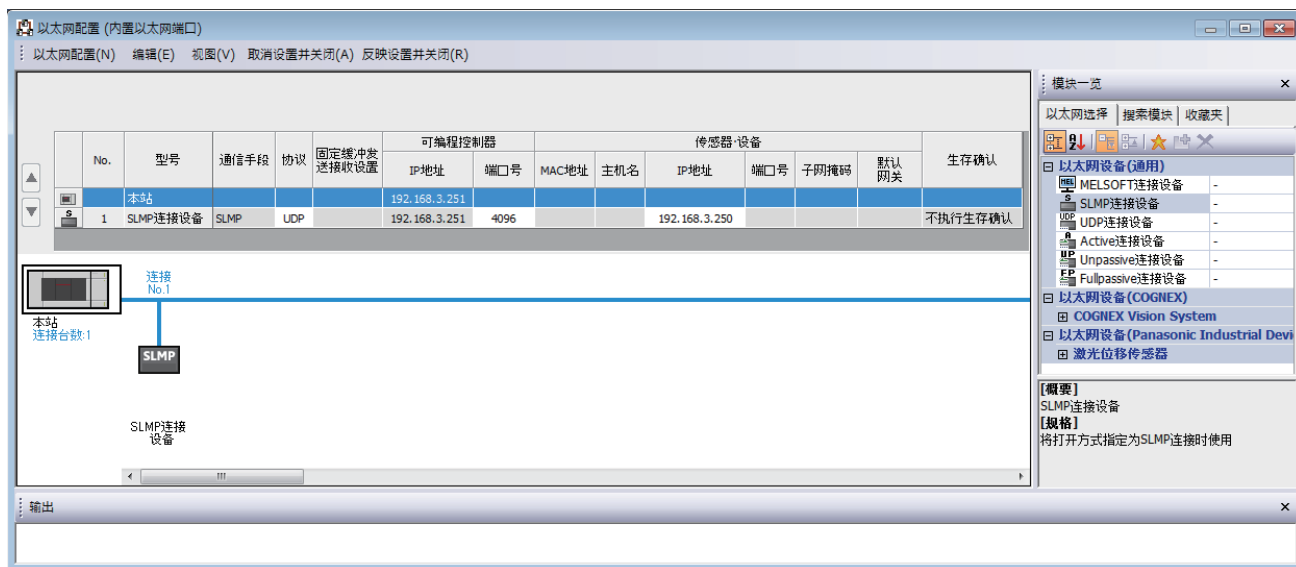 以太网配置 (内置以太网端口)
以太网配置(N) 编辑(E) 视图(V) 取消设置并关闭(A) 反映设置并关闭(R)
No. 型号 通信手段 协议 固定缓冲发送接收设置 可编程控制器 传感器·设备 生存确认
IP地址 端口号 MAC地址 主机名 IP地址 端口号 子网掩码 默认网关
本站 192.168.3.251
1 SLMP连接设备 SLMP UDP 192.168.3.251 4096 192.168.3.250 不执行生存确认
连接
No.1
本站
连接台数:1
SLMP
SLMP连接
设备
模块一览
以太网选择 搜索模块 收藏夹
以太网设备(通用)
MELSOFT连接设备 -
SLMP连接设备 -
UDP连接设备 -
Active连接设备 -
Unpassive连接设备 -
Fullpassive连接设备 -
以太网设备(COGNEX)
COGNEX Vision System
以太网设备(Panasonic Industrial Devi
激光位移传感器
[概要]
SLMP连接设备
[规格]
将打开方式指定为SLMP连接时使用
输出